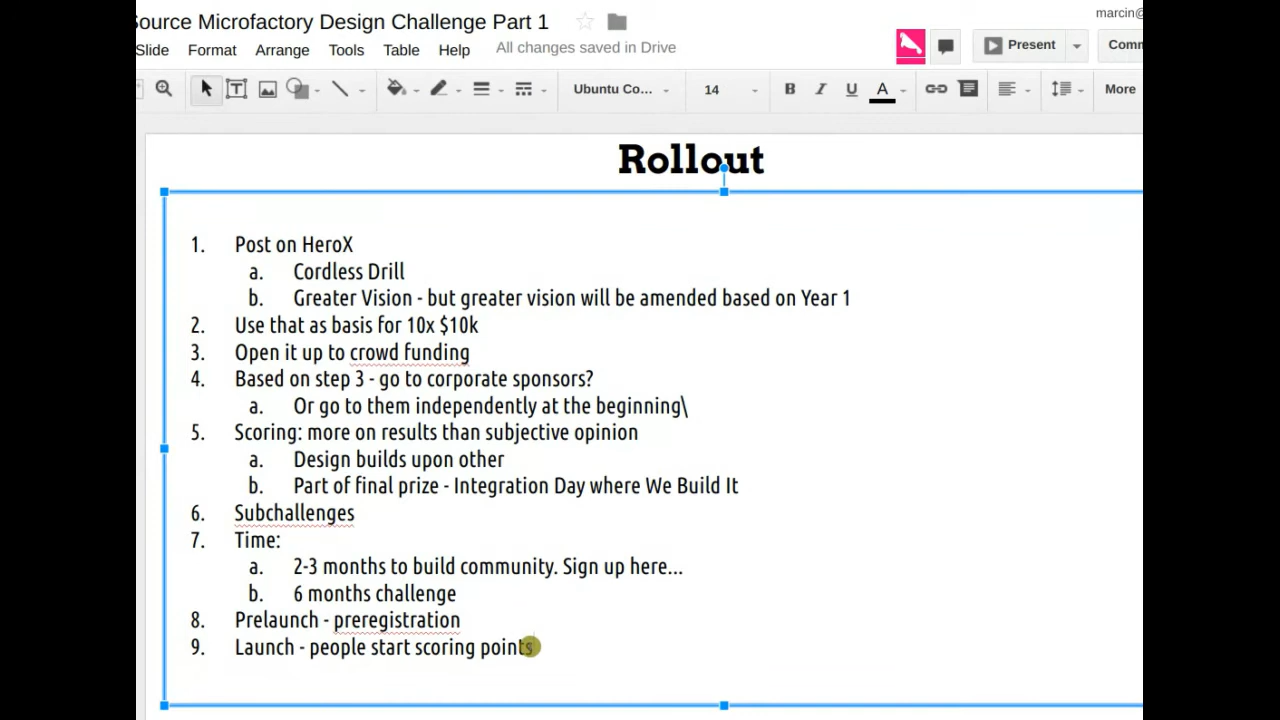 Source Microfactory Design Challenge Part 1
marcin@
Slide Format Arrange Tools Table Help All changes saved in Drive
Present
Ubuntu Co... 14 B I U A More
Rollout
1. Post on HeroX
a. Cordless Drill
b. Greater Vision - but greater vision will be amended based on Year 1
2. Use that as basis for 10x $10k
3. Open it up to crowd funding
4. Based on step 3 - go to corporate sponsors?
a. Or go to them independently at the beginning\
5. Scoring: more on results than subjective opinion
a. Design builds upon other
b. Part of final prize - Integration Day where We Build It
6. Subchallenges
7. Time:
a. 2-3 months to build community. Sign up here...
b. 6 months challenge
8. Prelaunch - preregistration
9. Launch - people start scoring points